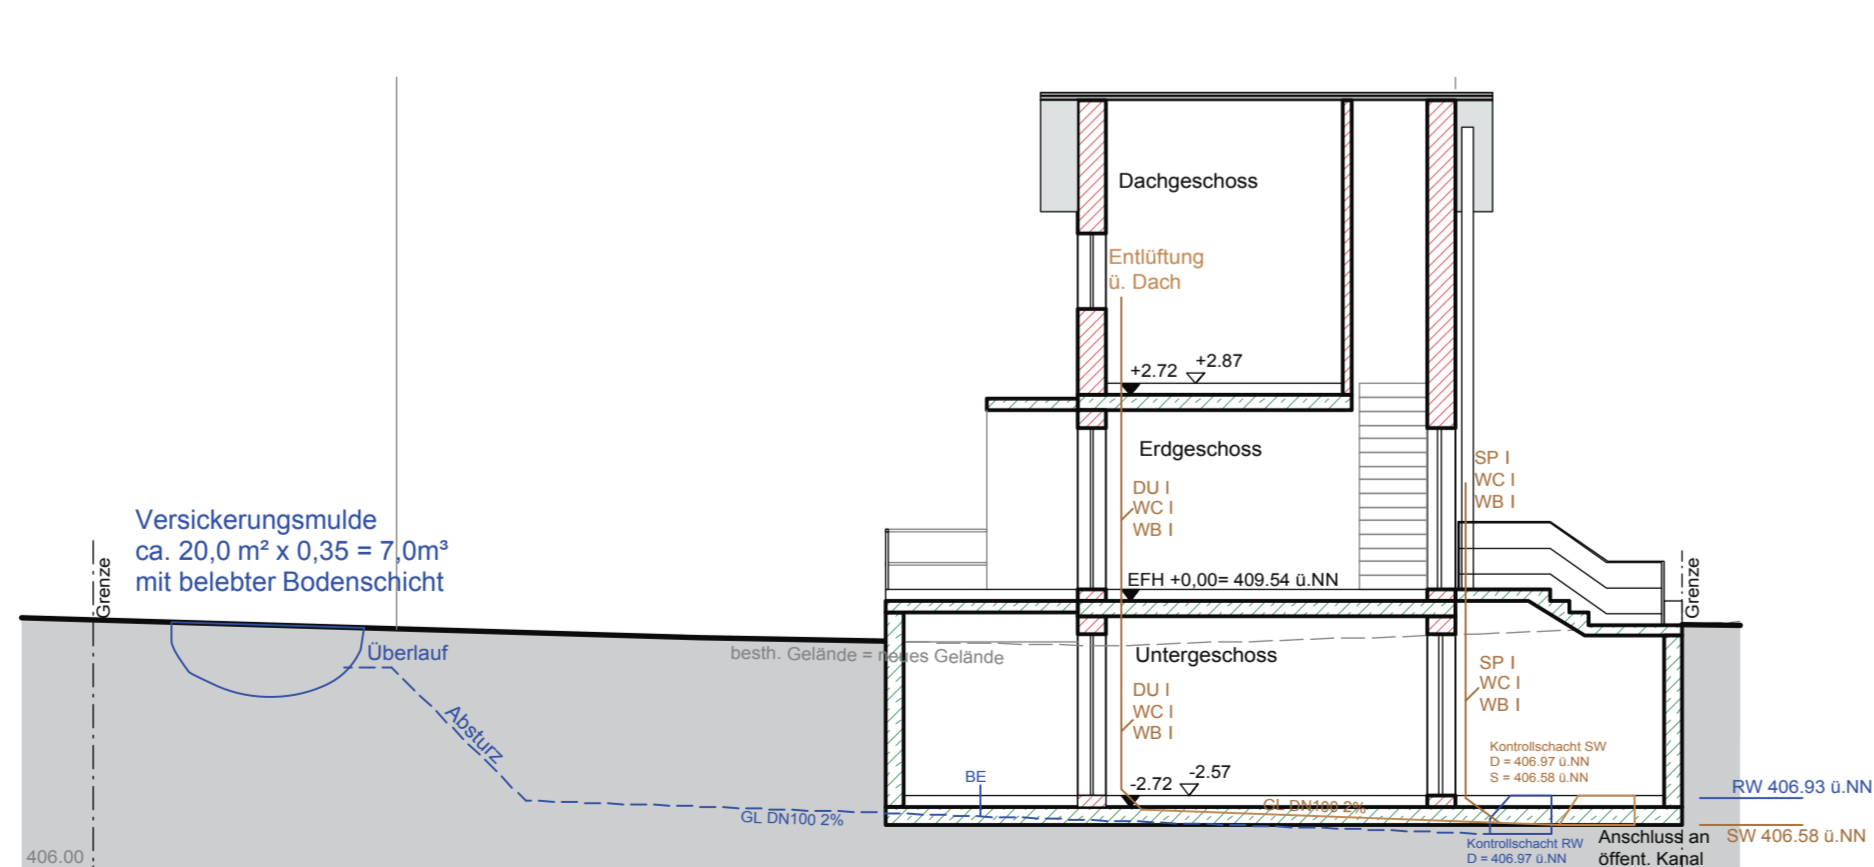 Dachgeschoss
Entlüftung
ü. Dach
+2.72
+2.87
Erdgeschoss
DU I
WC I
WB I
SP I
WC I
WB I
Versickerungsmulde
ca. 20,0 m² x 0,35 = 7,0m³
mit belebter Bodenschicht
Grenze
EFH +0,00= 409.54 ü.NN
Grenze
Überlauf
besth. Gelände = neues Gelände
Untergeschoss
DU I
WC I
WB I
SP I
WC I
WB I
Absturz
Kontrollschacht SW
D = 406.97 ü.NN
S = 406.58 ü.NN
BE
-2.72
-2.57
RW 406.93 ü.NN
GL DN100 2%
GL DN100 2%
SW 406.58 ü.NN
Anschluss an
öffent. Kanal
Kontrollschacht RW
D = 406.97 ü.NN
406.00